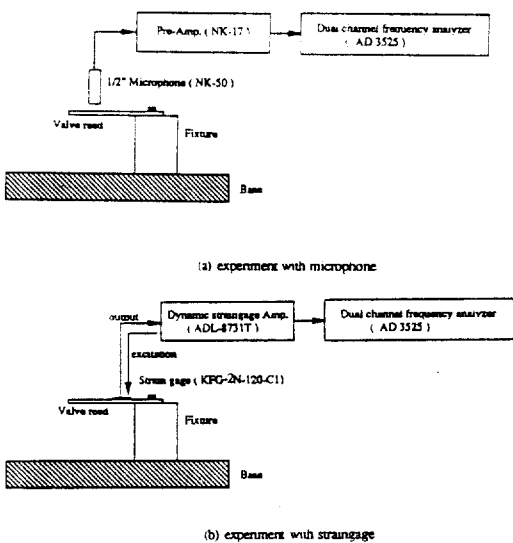 Pre-Amp. ( NK-17 )
Dual channel frequency analyzer
( AD 3525 )
1/2" Microphone ( NK-50 )
Valve reed
Fixture
Base
(a) experiment with microphone
output
Dynamic straingage Amp.
( ADL-8731T )
Dual channel frequency analyzer
( AD 3525 )
excitation
Strain gage ( KFG-2N-120-C1)
Valve reed
Fixture
Base
(b) experiment with straingage